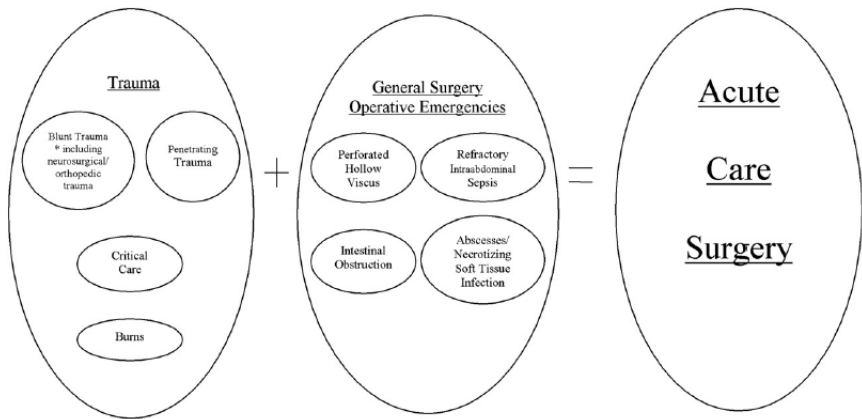 Trauma
Blunt Trauma
* including
neurosurgical/
orthopedic
trauma
Penetrating
Trauma
Critical
Care
Burns
+
General Surgery
Operative Emergencies
Perforated
Hollow
Viscus
Refractory
Intraabdominal
Sepsis
Intestinal
Obstruction
Abscesses/
Necrotizing
Soft Tissue
Infection
=
Acute
Care
Surgery